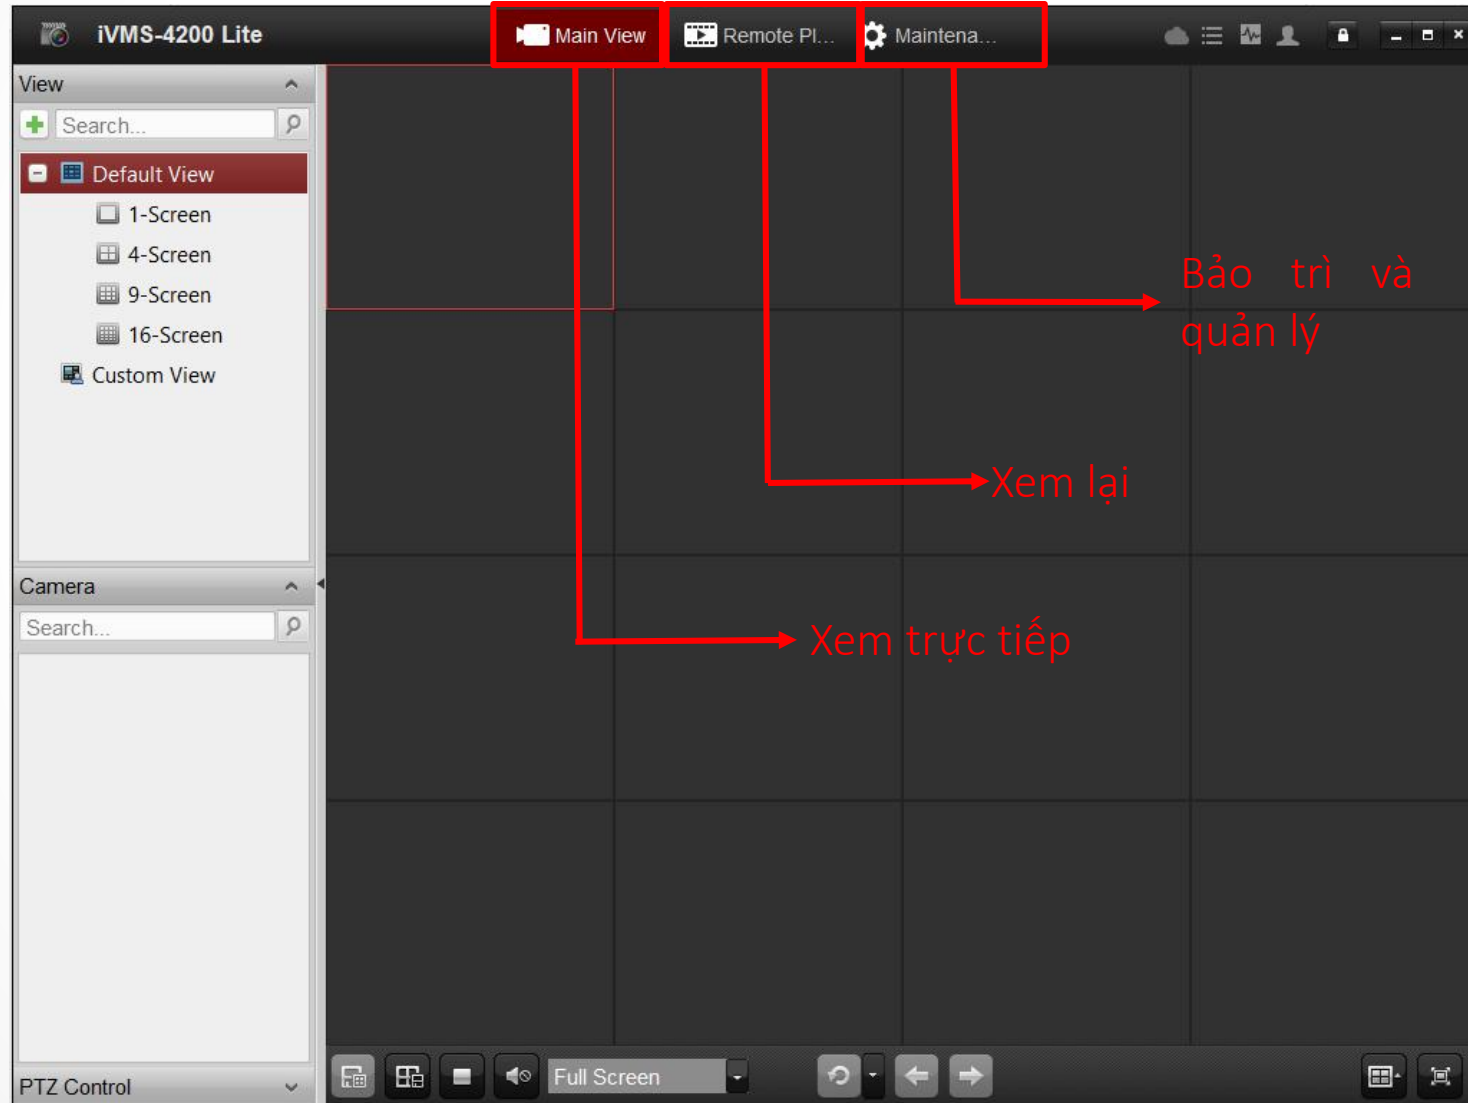 iVMS-4200 Lite
Main View
Remote Pl...
Maintena...
View
Search...
Default View
1-Screen
4-Screen
9-Screen
16-Screen
Custom View
Bảo trì và
quản lý
Xem lại
Camera
Search...
Xem trực tiếp
PTZ Control
Full Screen